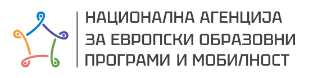 НАЦИОНАЛНА АГЕНЦИЈА
ЗА ЕВРОПСКИ ОБРАЗОВНИ
ПРОГРАМИ И МОБИЛНОСТ